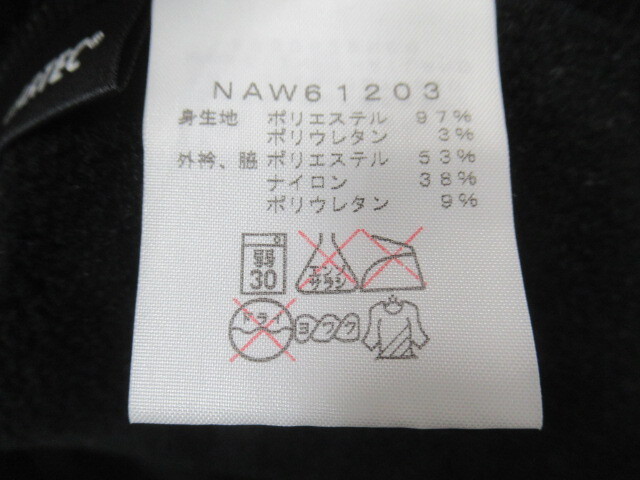 NAW61203
身生地 ポリエステル 97%
ポリウレタン 3%
外衿、脇 ポリエステル 53%
ナイロン 38%
ポリウレタン 9%
弱
30
エンソ
サラシ
ドライ
ヨワク